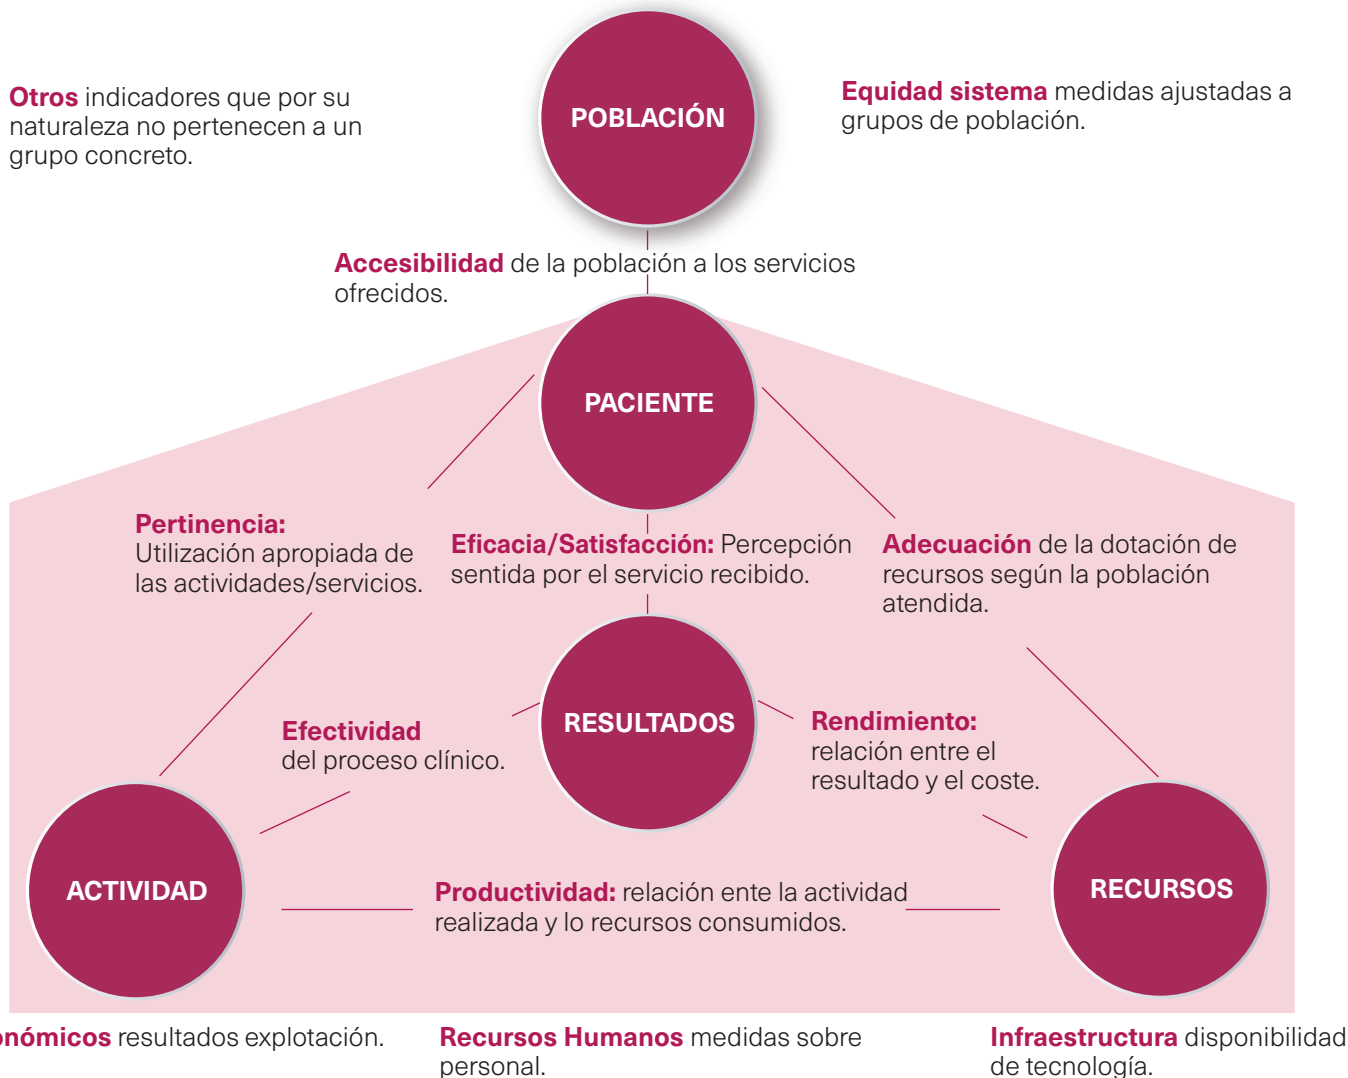 POBLACIÓN
Otros indicadores que por su
naturaleza no pertenecen a un
grupo concreto.
Equidad sistema medidas ajustadas a
grupos de población.
Accesibilidad de la población a los servicios
ofrecidos.
PACIENTE
Pertinencia:
Utilización apropiada de
las actividades/servicios.
Eficacia/Satisfacción: Percepción
sentida por el servicio recibido.
Adecuación de la dotación de
recursos según la población
atendida.
RESULTADOS
Efectividad
del proceso clínico.
Rendimiento:
relación entre el
resultado y el coste.
ACTIVIDAD
Productividad: relación ente la actividad
realizada y lo recursos consumidos.
RECURSOS
onómicos resultados explotación.
Recursos Humanos medidas sobre
personal.
Infraestructura disponibilidad
de tecnología.